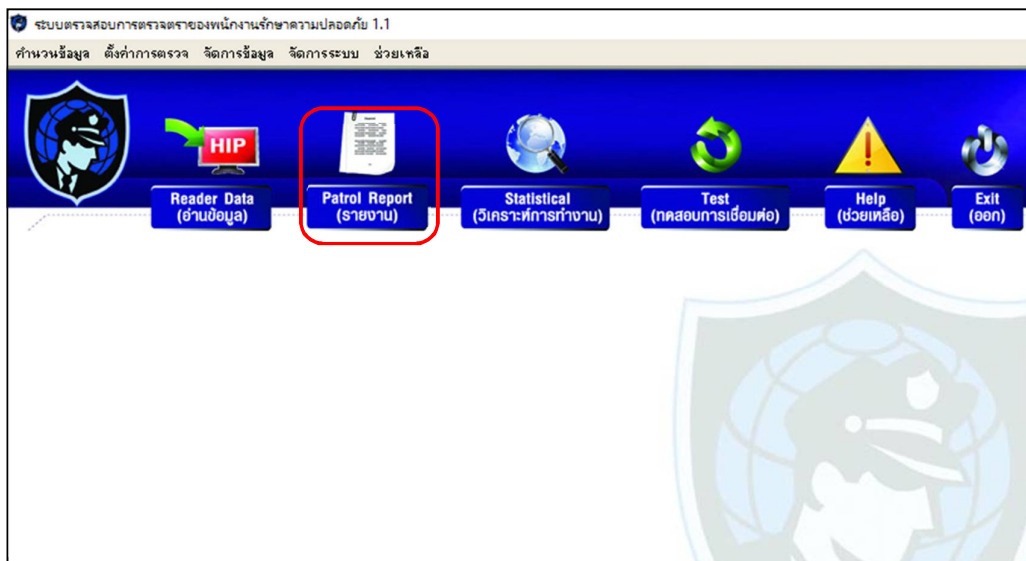 ระบบตรวจสอบการตรวจตราของพนักงานรักษาความปลอดภัย 1.1
คำนวนข้อมูล ตั้งค่าการตรวจ จัดการข้อมูล จัดการระบบ ช่วยเหลือ
HIP
Reader Data
(อ่านข้อมูล)
Patrol Report
(รายงาน)
Statistical
(วิเคราะห์การทำงาน)
Test
(ทดสอบการเชื่อมต่อ)
Help
(ช่วยเหลือ)
Exit
(ออก)